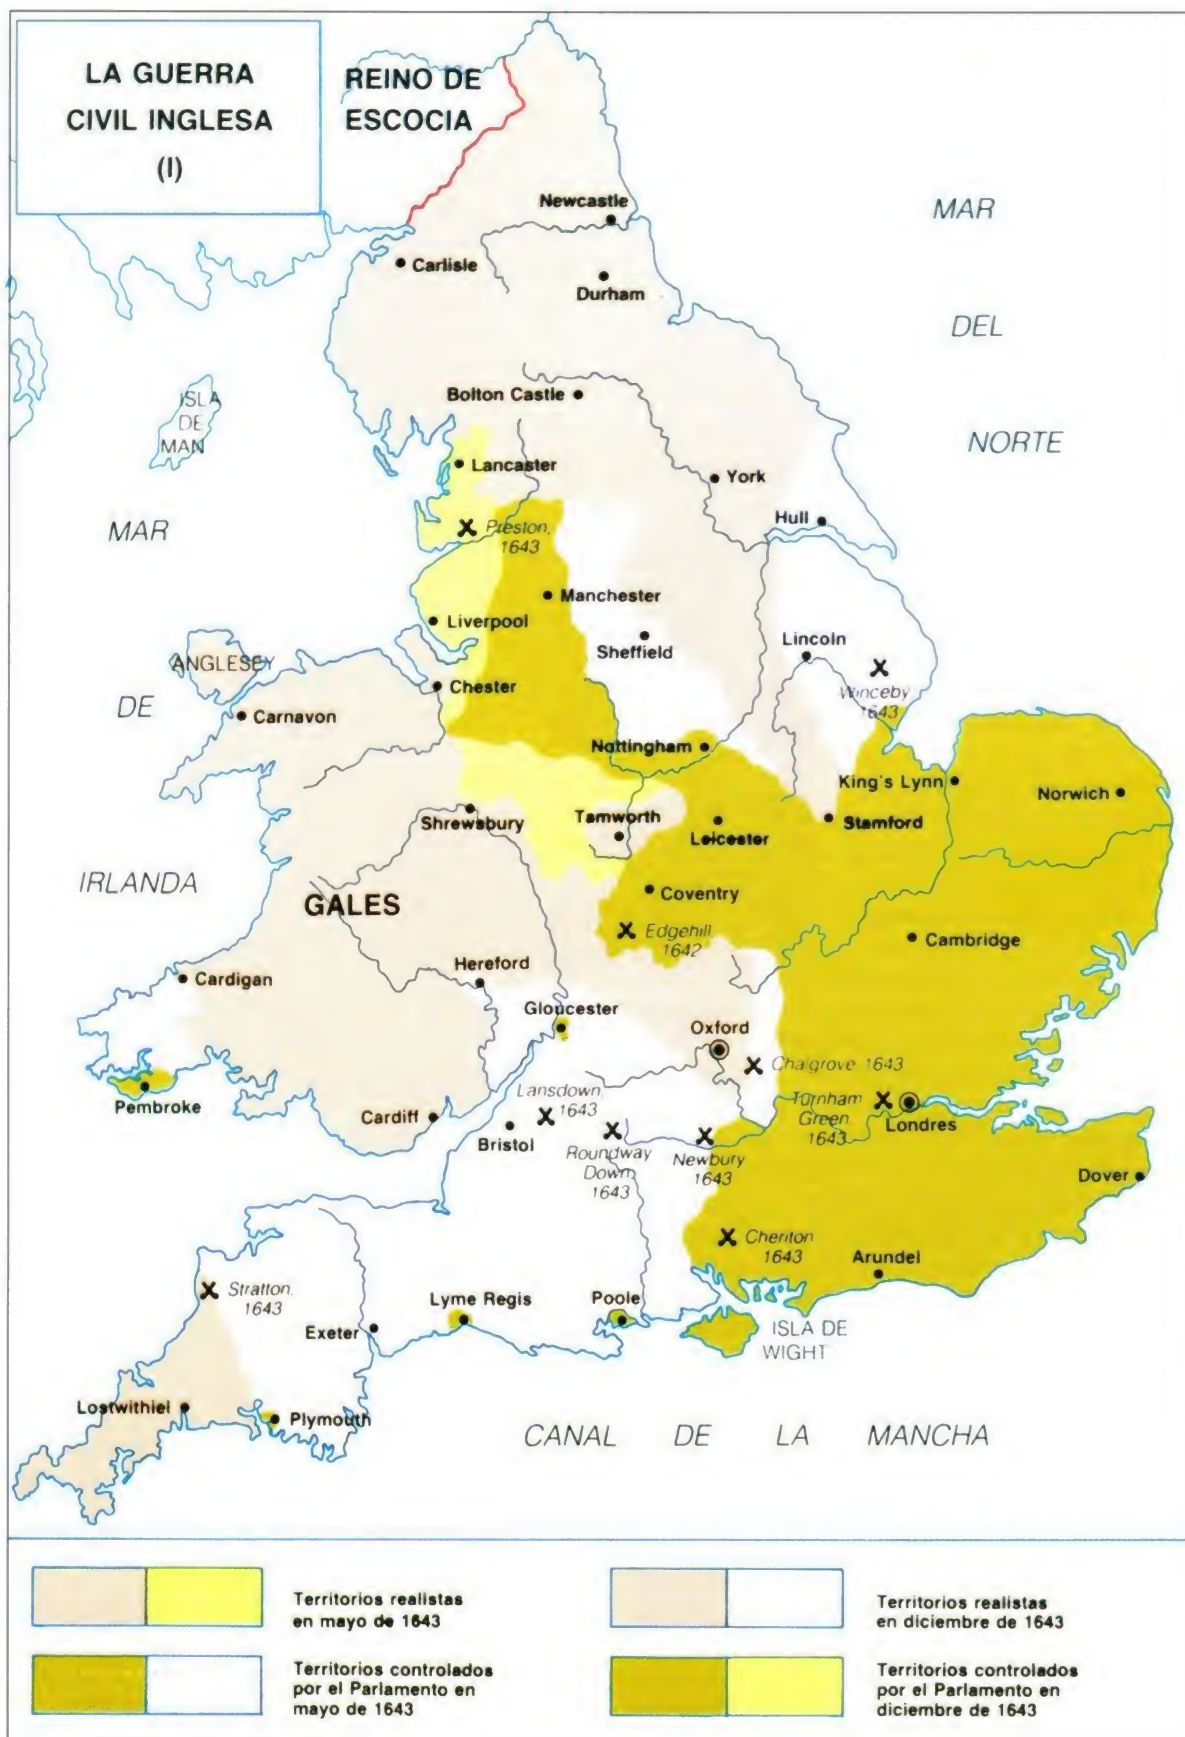 LA GUERRA
CIVIL INGLESA
(I)
REINO DE
ESCOCIA
MAR
DEL
NORTE
Newcastle
Carlisle
Durham
Bolton Castle
ISLA
DE
MAN
Lancaster
York
Preston,
1643
Hull
MAR
DE
IRLANDA
Manchester
Liverpool
Sheffield
Lincoln
Winceby
1643
ANGLESEY
Chester
Carnavon
Nottingham
King's Lynn
Norwich
Shrewsbury
Tamworth
Leicester
Stamford
GALES
Coventry
Edgehill,
1642
Cambridge
Cardigan
Hereford
Gloucester
Oxford
Chalgrove 1643
Pembroke
Lansdown,
1643
Turnham
Green
1643
Londres
Cardiff
Bristol
Roundway
Down,
1643
Newbury
1643
Dover
Cheriton
1643
Arundel
Stratton,
1643
Lyme Regis
Poole
Exeter
ISLA DE
WIGHT
Lostwithiel
Plymouth
CANAL DE LA MANCHA
Territorios realistas
en mayo de 1643
Territorios realistas
en diciembre de 1643
Territorios controlados
por el Parlamento en
mayo de 1643
Territorios controlados
por el Parlamento en
diciembre de 1643